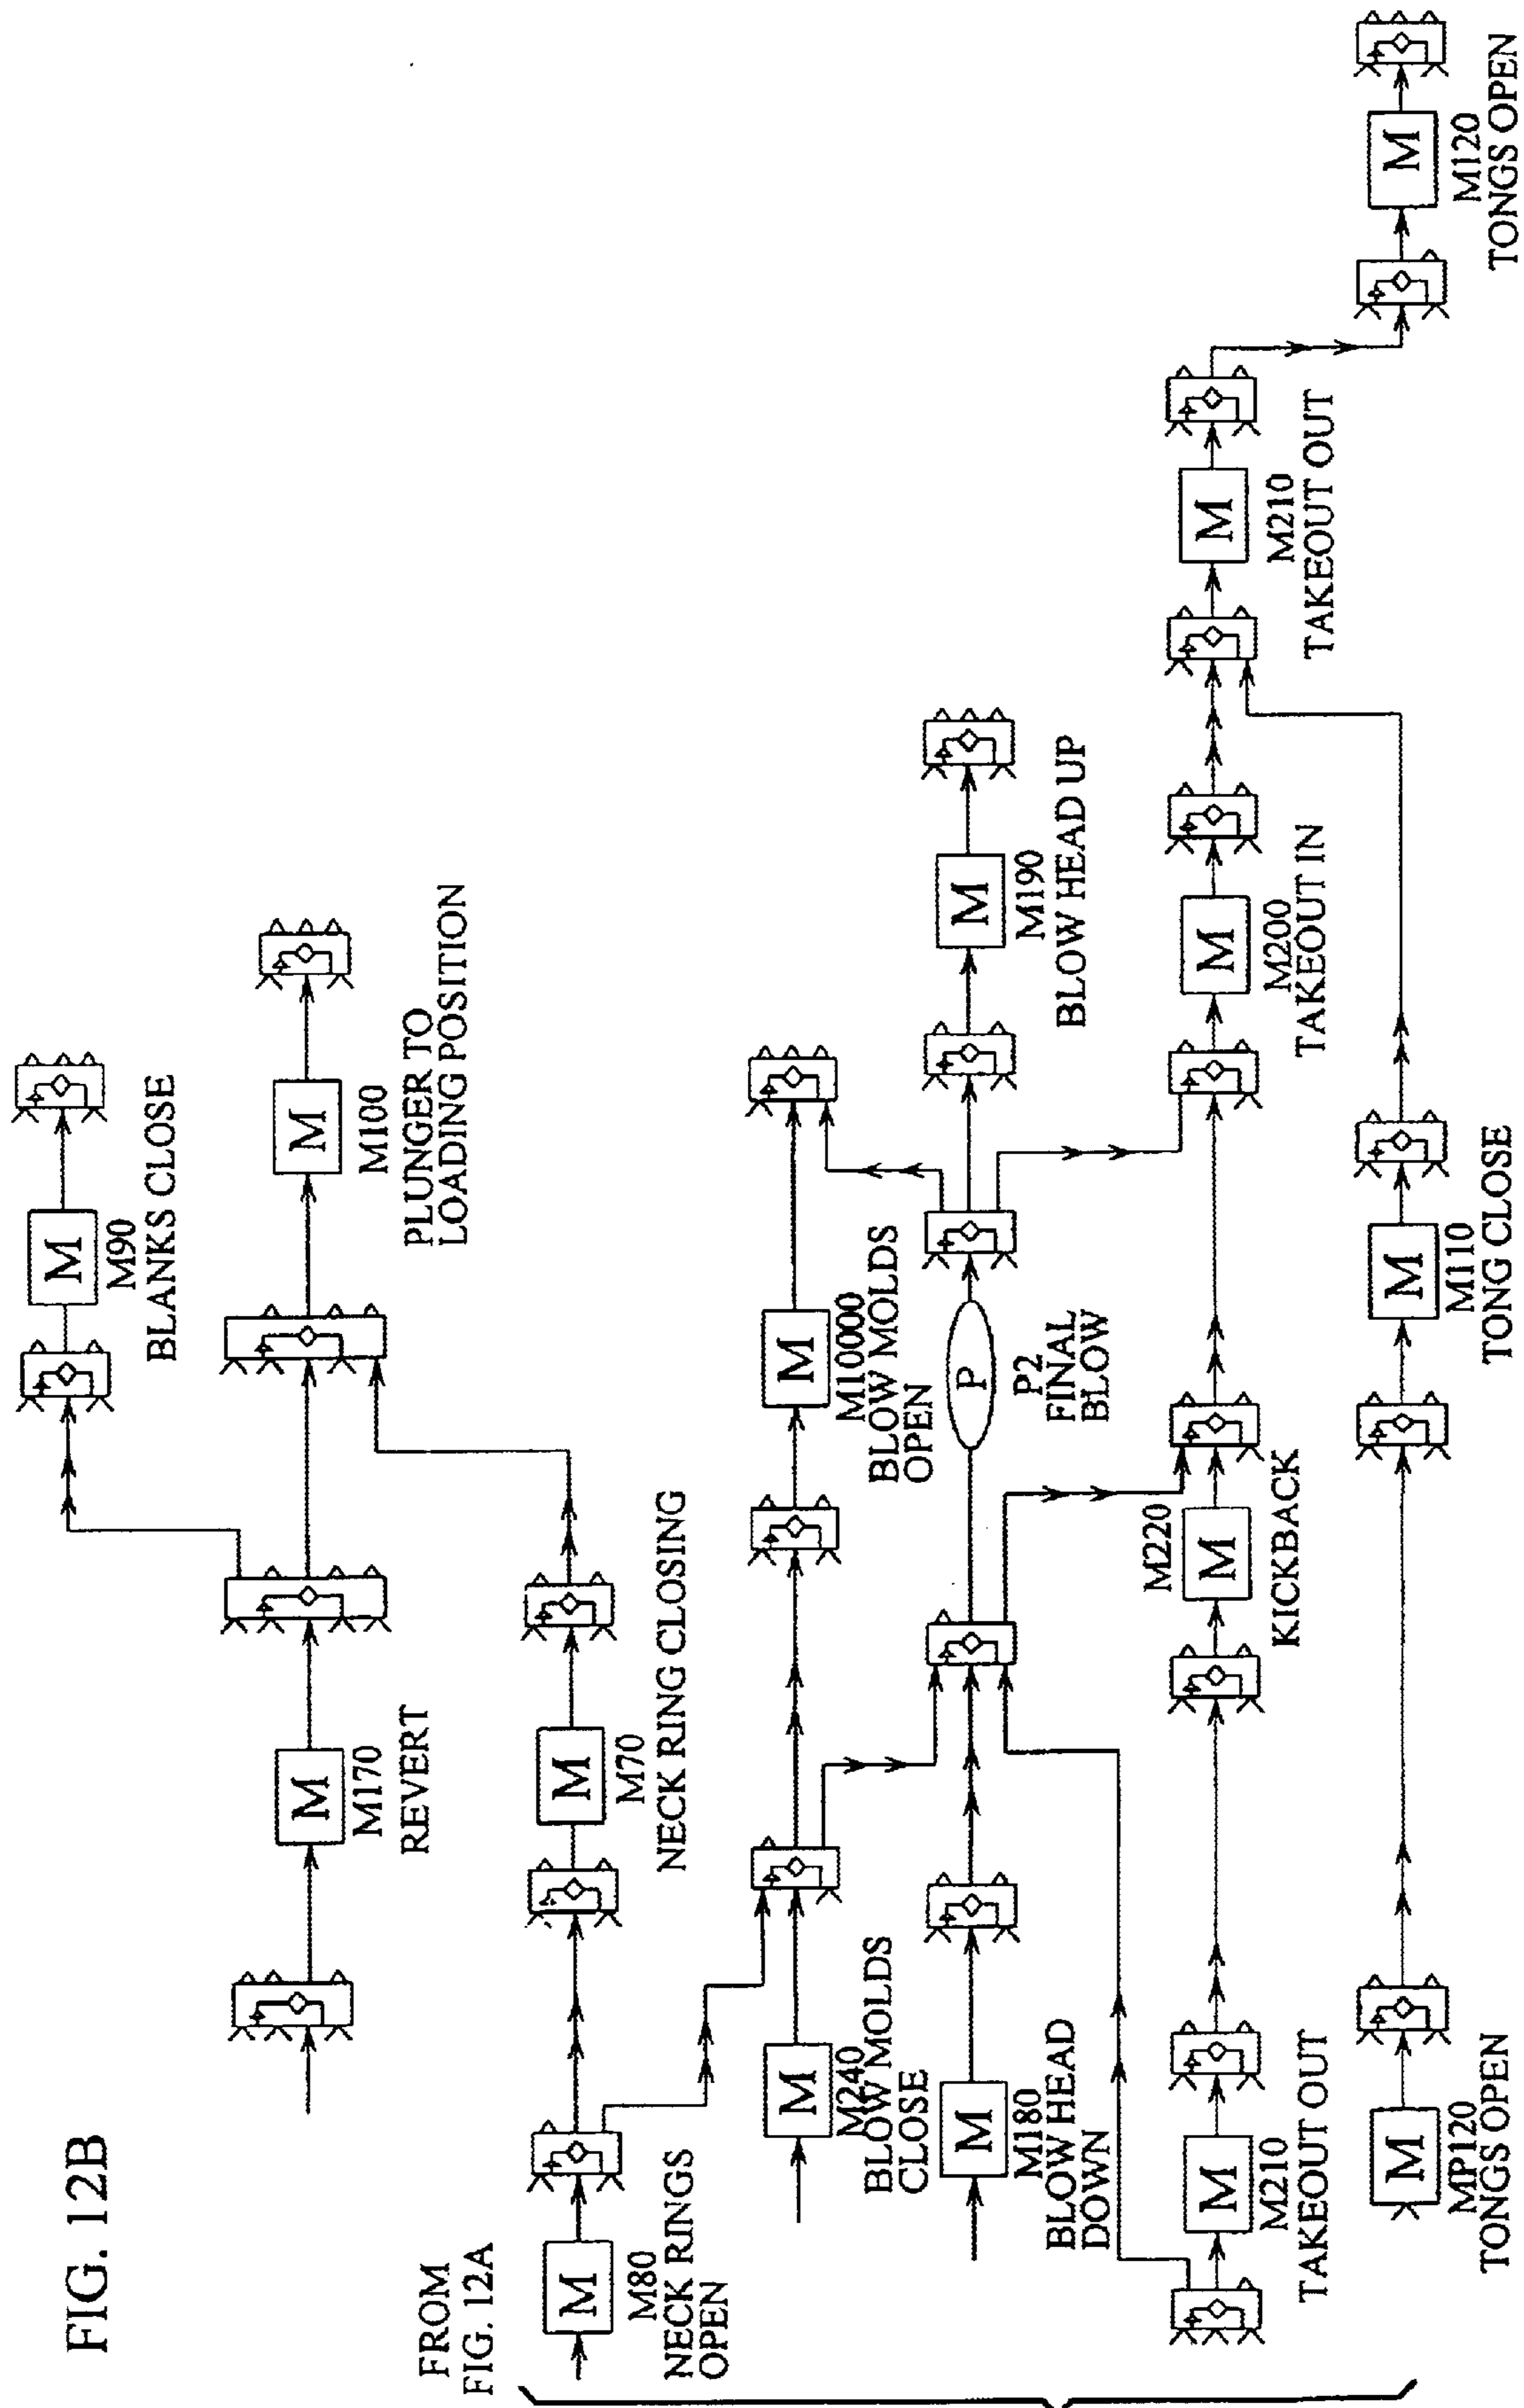 FIG. 12B
FROM
FIG. 12A
M
M90
BLANKS CLOSE
M
M170
REVERT
M
M100
PLUNGER TO
LOADING POSITION
M
M80
NECK RINGS
OPEN
M
M70
NECK RING CLOSING
M
M240
BLOW MOLDS
CLOSE
M
M10000
BLOW MOLDS
OPEN
M
M180
BLOW HEAD
DOWN
P
P2
FINAL
BLOW
M
M190
BLOW HEAD UP
M
M210
TAKEOUT OUT
M220
M
KICKBACK
M
M200
TAKEOUT IN
M
M210
TAKEOUT OUT
M
MP120
TONGS OPEN
M
M110
TONG CLOSE
M
M120
TONGS OPEN